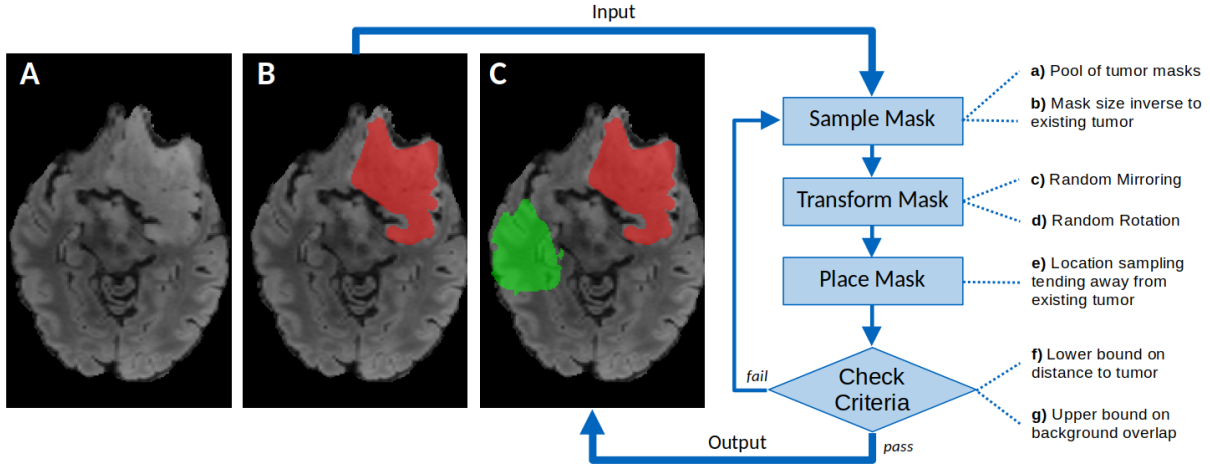 Input
A
B
C
Sample Mask
a) Pool of tumor masks
b) Mask size inverse to
existing tumor
Transform Mask
c) Random Mirroring
d) Random Rotation
Place Mask
e) Location sampling
tending away from
existing tumor
fail
Check
Criteria
f) Lower bound on
distance to tumor
g) Upper bound on
background overlap
Output
pass